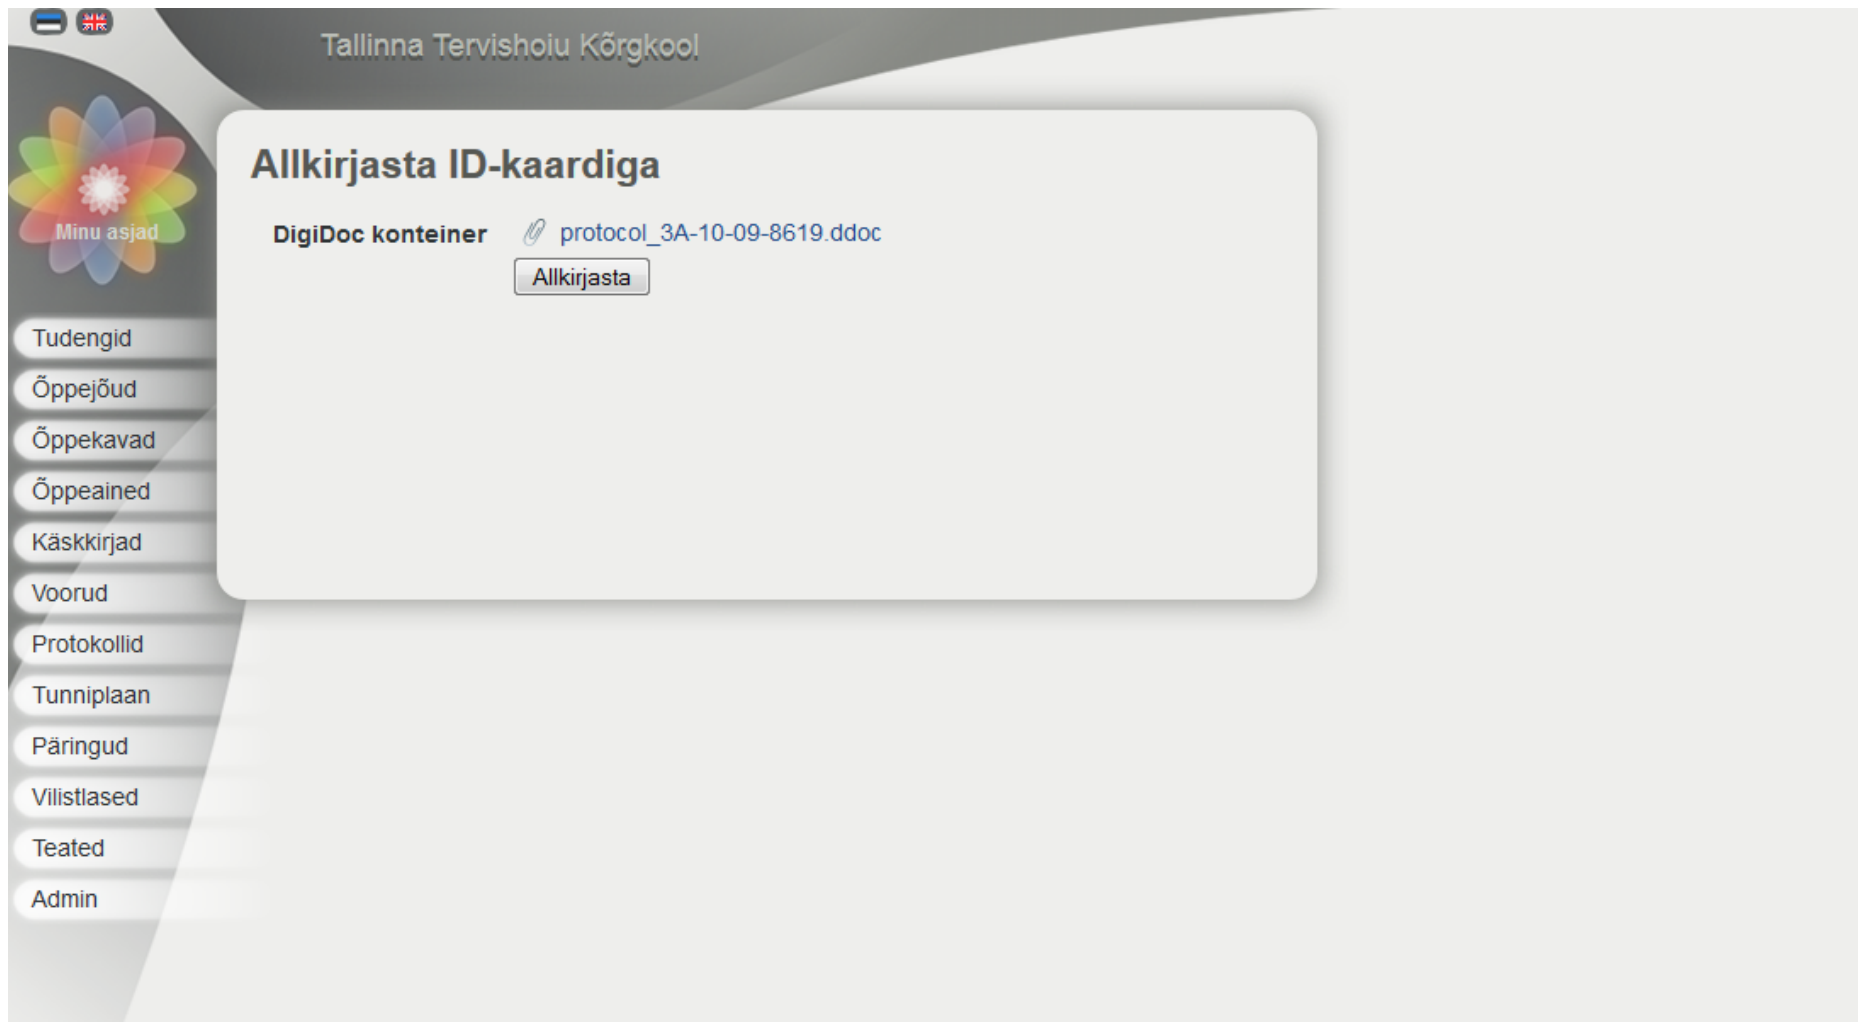 Tallinna Tervishoiu Kõrgkool
Minu asjad
Allkirjasta ID-kaardiga
DigiDoc konteiner protocol_3A-10-09-8619.ddoc
Allkirjasta
Tudengid
Õppejõud
Õppekavad
Õppeained
Käskkirjad
Voorud
Protokollid
Tunniplaan
Päringud
Vilistlased
Teated
Admin